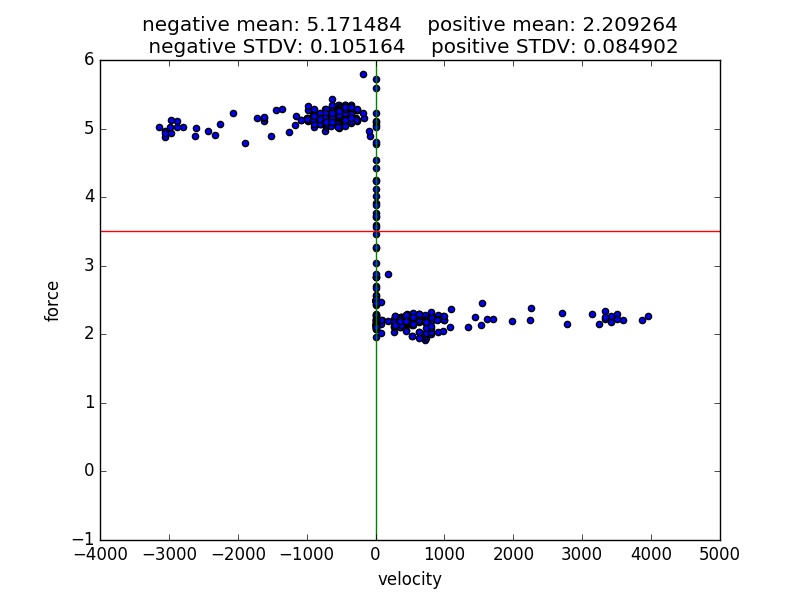 negative mean: 5.171484 positive mean: 2.209264
negative STDV: 0.105164 positive STDV: 0.084902
6
5
4
3
2
1
0
−1
force
−4000 −3000 −2000 −1000 0 1000 2000 3000 4000 5000
velocity